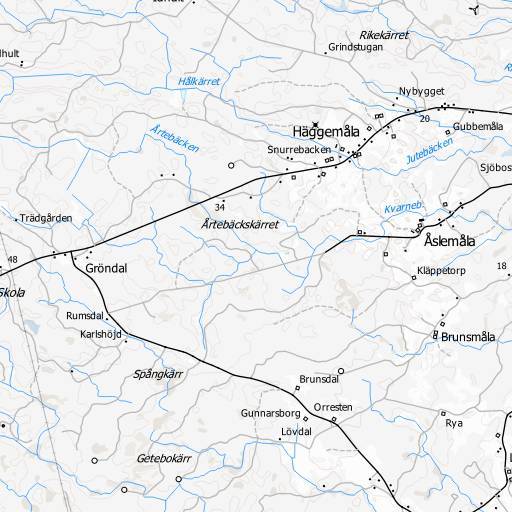 Rikekärret
Grindstugan
hult
Hålkärret
Nybygget
20
Gubbemåla
Häggemåla
Årtebäcken
Snurrebacken
Jutebäcken
Sjöbos
Kvarneb.
34
Trädgården
Årtebäckskärret
Åslemåla
48
Gröndal
Kläppetorp
18
Skola
Rumsdal
Karlshöjd
Brunsmåla
Spångkärr
Brunsdal
Gunnarsborg
Orresten
Rya
Lövdal
Getebokärr